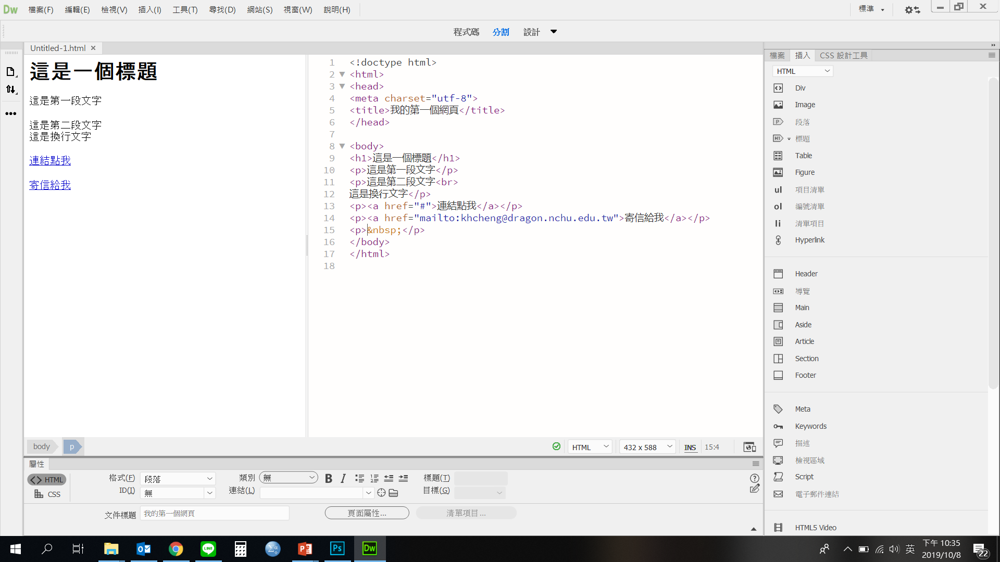 Dw 檔案(F) 編輯(E) 檢視(V) 插入(I) 工具(T) 尋找(D) 網站(S) 視窗(W) 說明(H) 標準
程式碼 分割 設計
Untitled-1.html
這是一個標題
這是第一段文字
這是第二段文字
這是換行文字
連結點我
寄信給我
1 <!doctype html>
2 <html>
3 <head>
4 <meta charset="utf-8">
5 <title>我的第一個網頁</title>
6 </head>
7
8 <body>
9 <h1>這是一個標題</h1>
10 <p>這是第一段文字</p>
11 <p>這是第二段文字<br>
12 這是換行文字</p>
13 <p><a href="#">連結點我</a></p>
14 <p><a href="mailto:khcheng@dragon.nchu.edu.tw">寄信給我</a></p>
15 <p>&nbsp;</p>
16 </body>
17 </html>
18
檔案 插入 CSS 設計工具
HTML
Div
Image
P 段落
H1 標題
Table
Figure
ul 項目清單
ol 編號清單
li 清單項目
Hyperlink
Header
導覽
Main
Aside
Article
Section
Footer
Meta
Keywords
描述
檢視區域
Script
電子郵件連結
HTML5 Video
body p HTML 432 x 588 INS 15:4
屬性
HTML 格式(F) 段落 類別 無 B I 標題(T)
CSS ID(I) 無 連結(L) 目標(G)
文件標題 我的第一個網頁 頁面屬性... 清單項目...
LINE Ps Dw 英 下午 10:35
2019/10/8 22